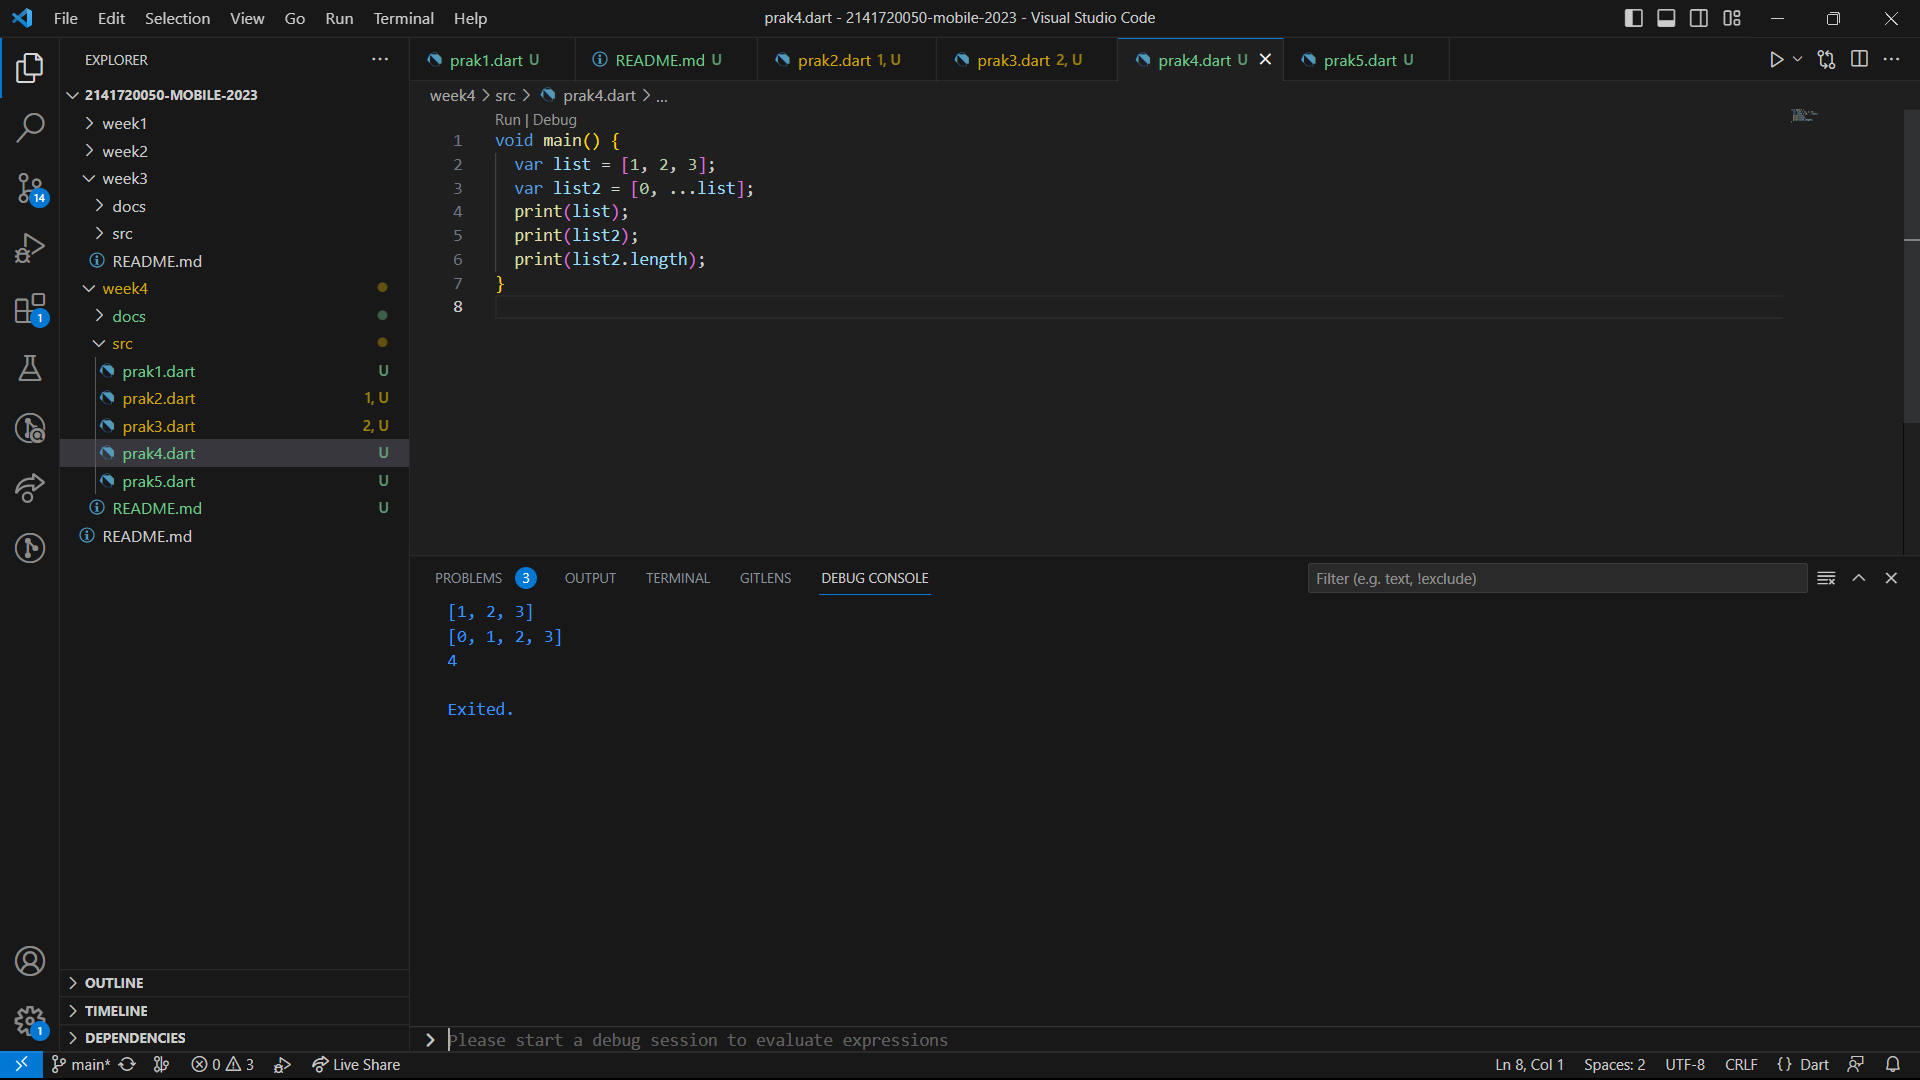 File Edit Selection View Go Run Terminal Help
prak4.dart - 2141720050-mobile-2023 - Visual Studio Code
EXPLORER
2141720050-MOBILE-2023
week1
week2
week3
docs
src
README.md
week4
docs
src
prak1.dart U
prak2.dart 1, U
prak3.dart 2, U
prak4.dart U
prak5.dart U
README.md U
README.md
OUTLINE
TIMELINE
DEPENDENCIES
14
1
1
prak1.dart U README.md U prak2.dart 1, U prak3.dart 2, U prak4.dart U prak5.dart U
week4 > src > prak4.dart > ...
Run | Debug
1 void main() {
2 var list = [1, 2, 3];
3 var list2 = [0, ...list];
4 print(list);
5 print(list2);
6 print(list2.length);
7 }
8
PROBLEMS 3 OUTPUT TERMINAL GITLENS DEBUG CONSOLE
Filter (e.g. text, !exclude)
[1, 2, 3]
[0, 1, 2, 3]
4
Exited.
Please start a debug session to evaluate expressions
main* 0 3 Live Share
Ln 8, Col 1 Spaces: 2 UTF-8 CRLF {} Dart